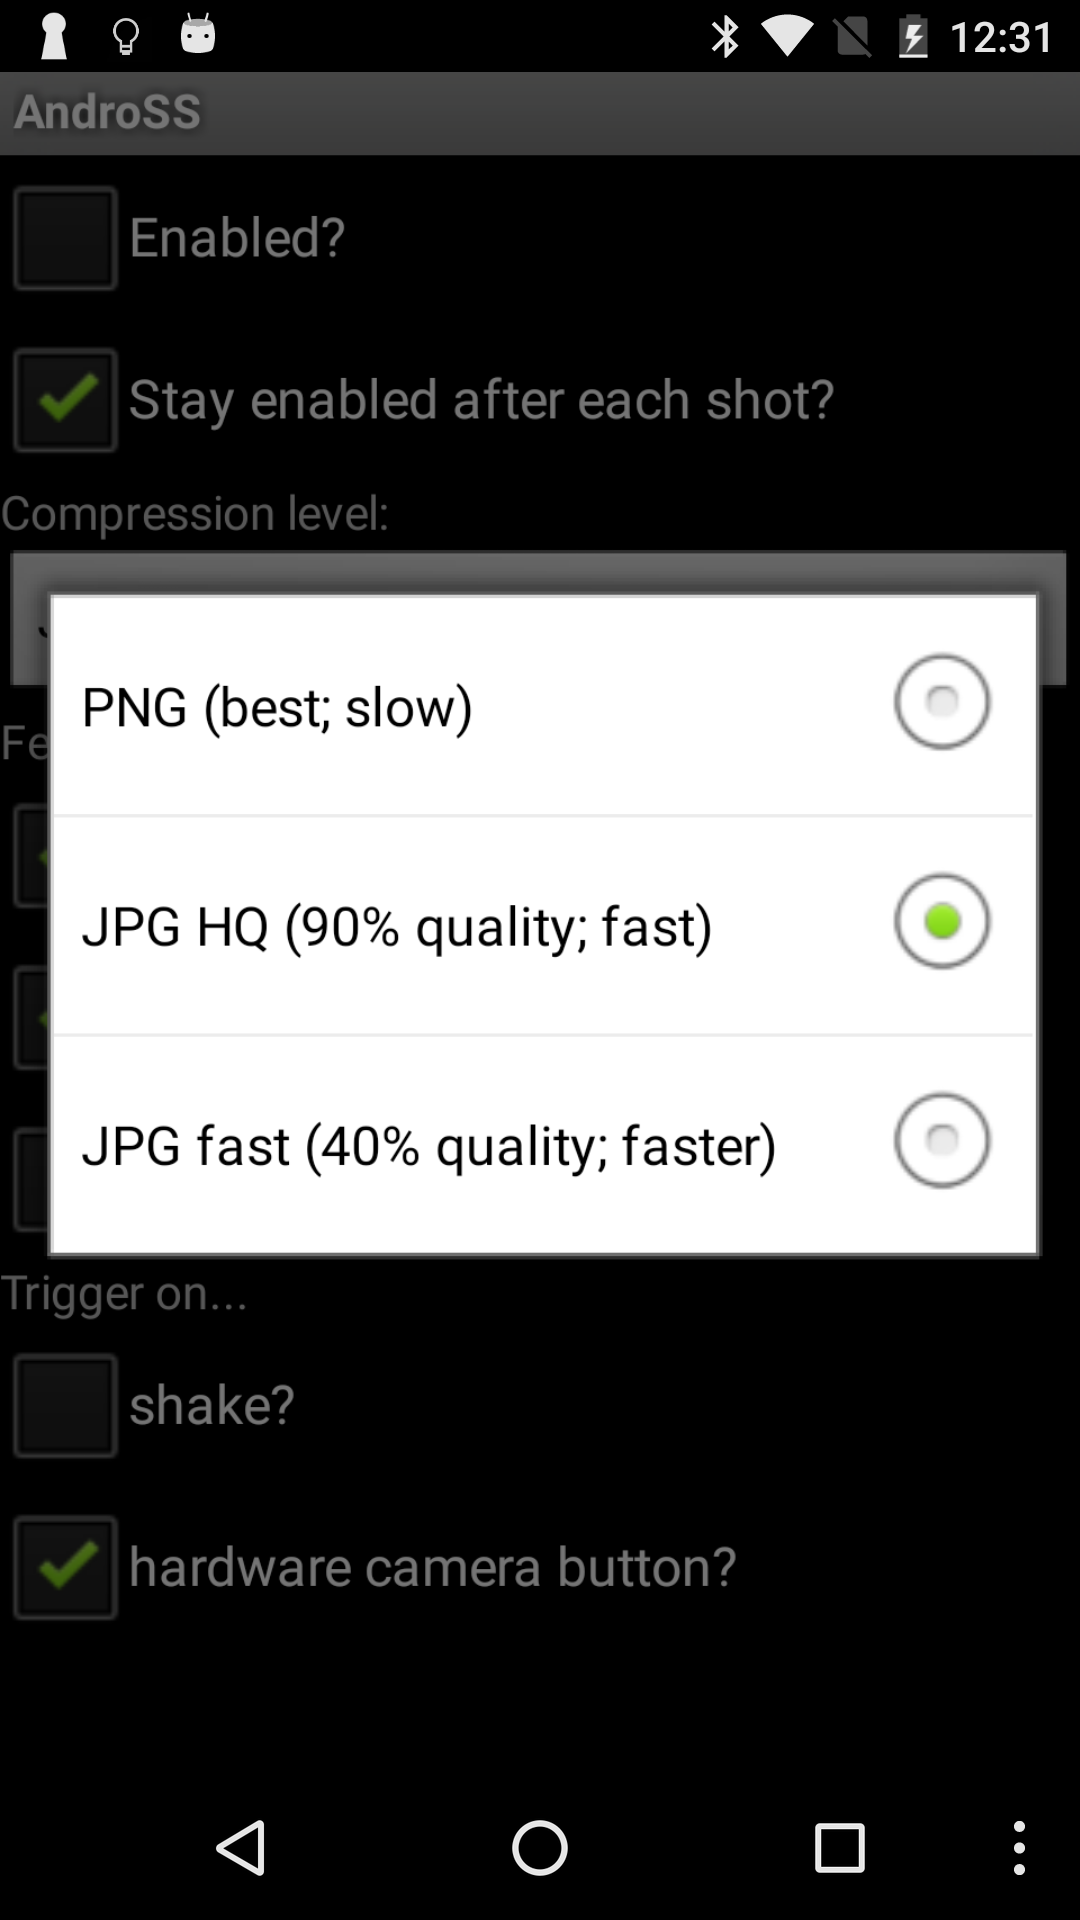 12:31
AndroSS
Enabled?
Stay enabled after each shot?
Compression level:
PNG (best; slow)
Fe
JPG HQ (90% quality; fast)
JPG fast (40% quality; faster)
Trigger on...
shake?
hardware camera button?